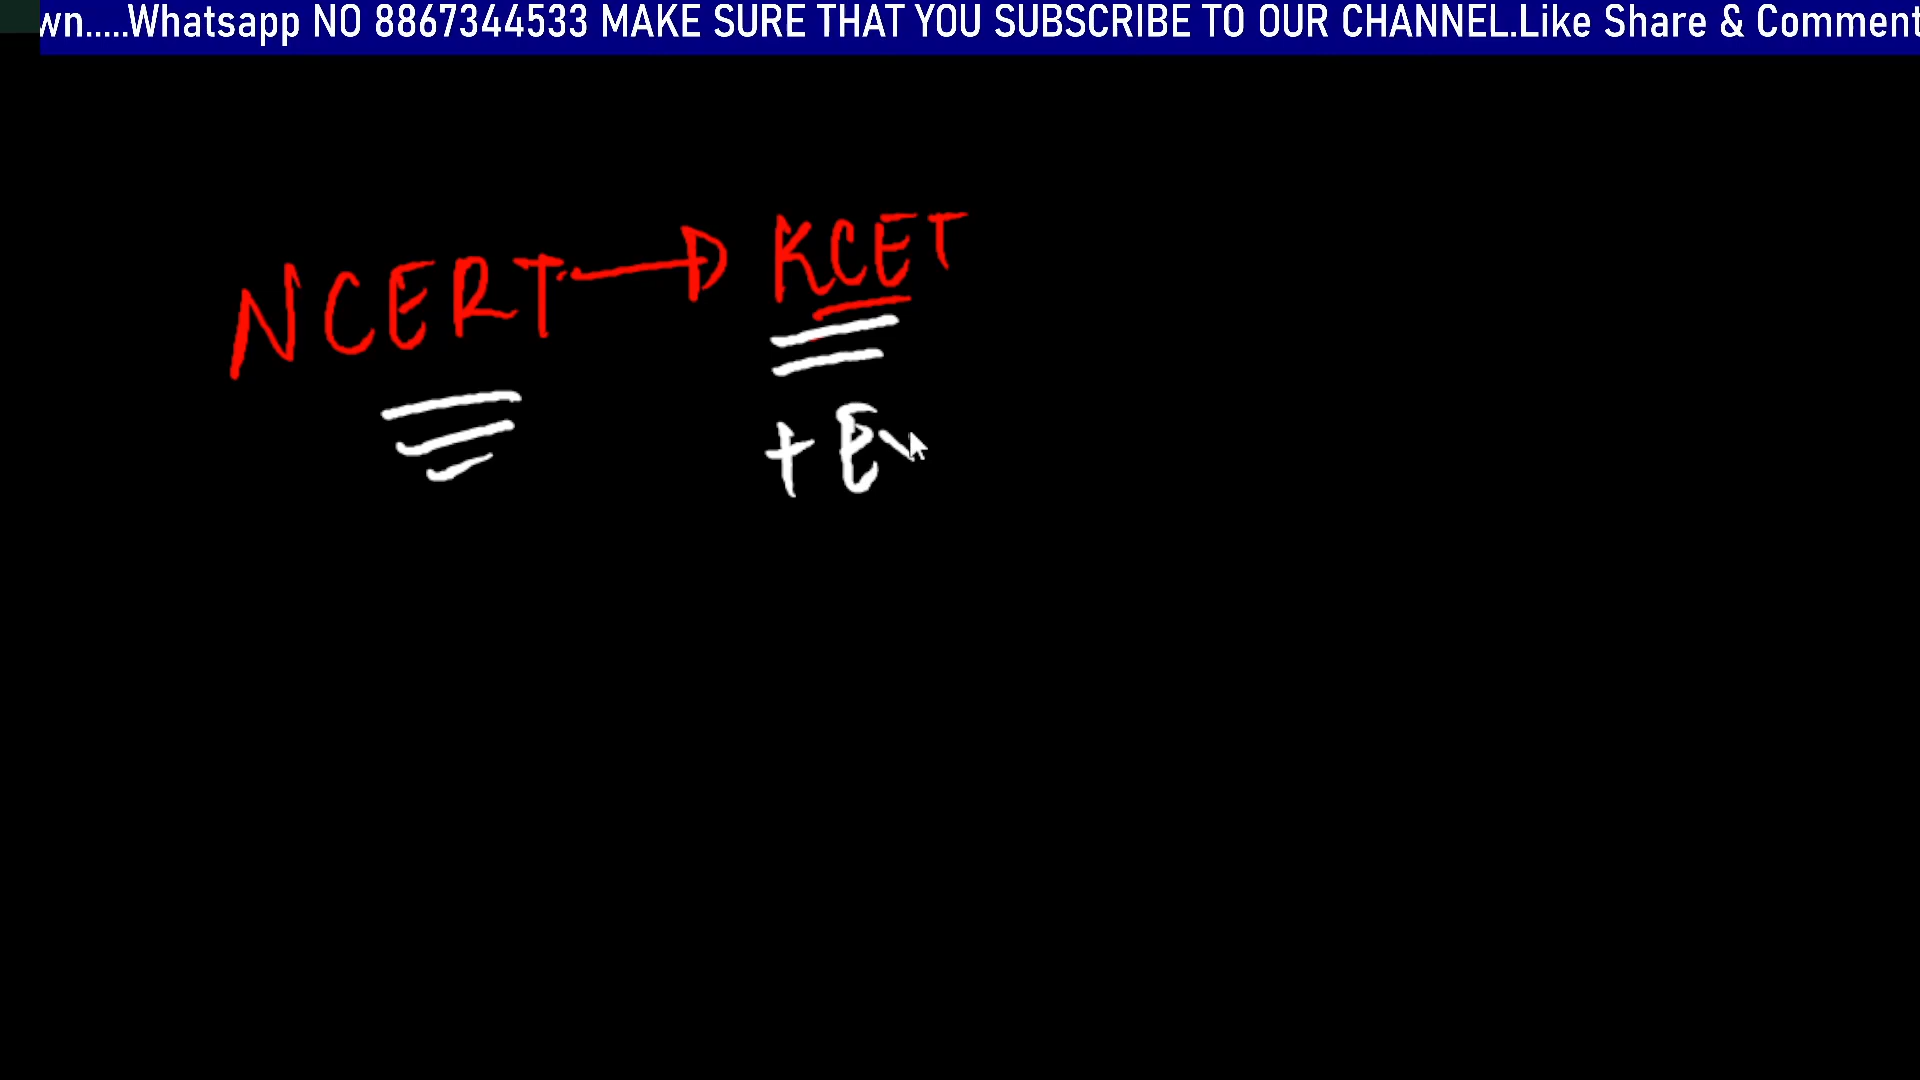 wn.....Whatsapp NO 8867344533 MAKE SURE THAT YOU SUBSCRIBE TO OUR CHANNEL.Like Share & Comment
NCERT → KCET
+